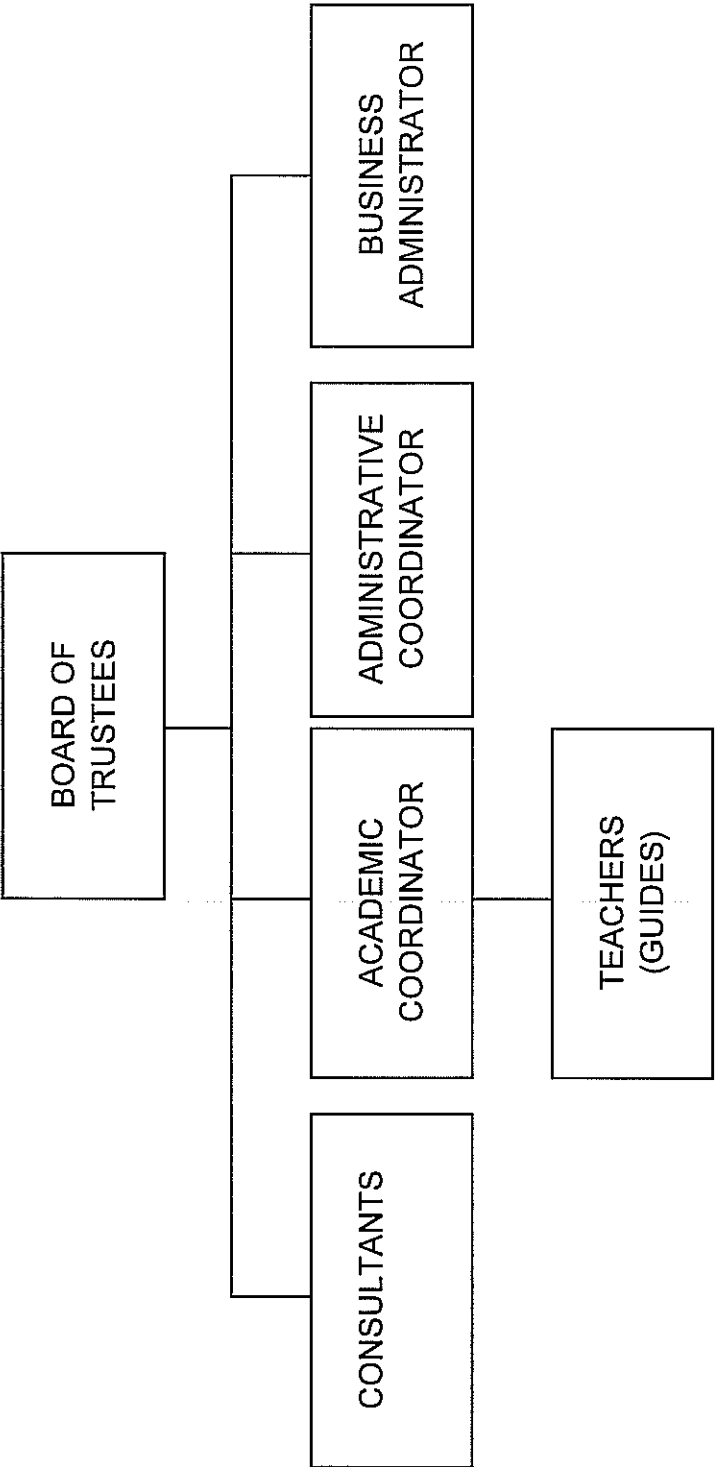 BOARD OF
TRUSTEES
CONSULTANTS
ACADEMIC
COORDINATOR
ADMINISTRATIVE
COORDINATOR
BUSINESS
ADMINISTRATOR
TEACHERS
(GUIDES)